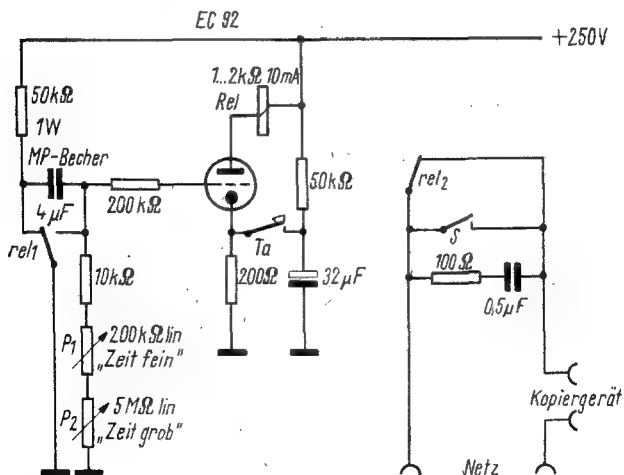 EC 92
+250V
1...2kΩ 10mA
Rel
50kΩ
1W
MP-Becher
4µF
200kΩ
50kΩ
rel1
10kΩ
Ta
200Ω
32µF
P1
200kΩ lin
„Zeit fein"
P2
5MΩ lin
„Zeit grob"
rel2
S
100Ω
0,5µF
Kopiergerät
Netz